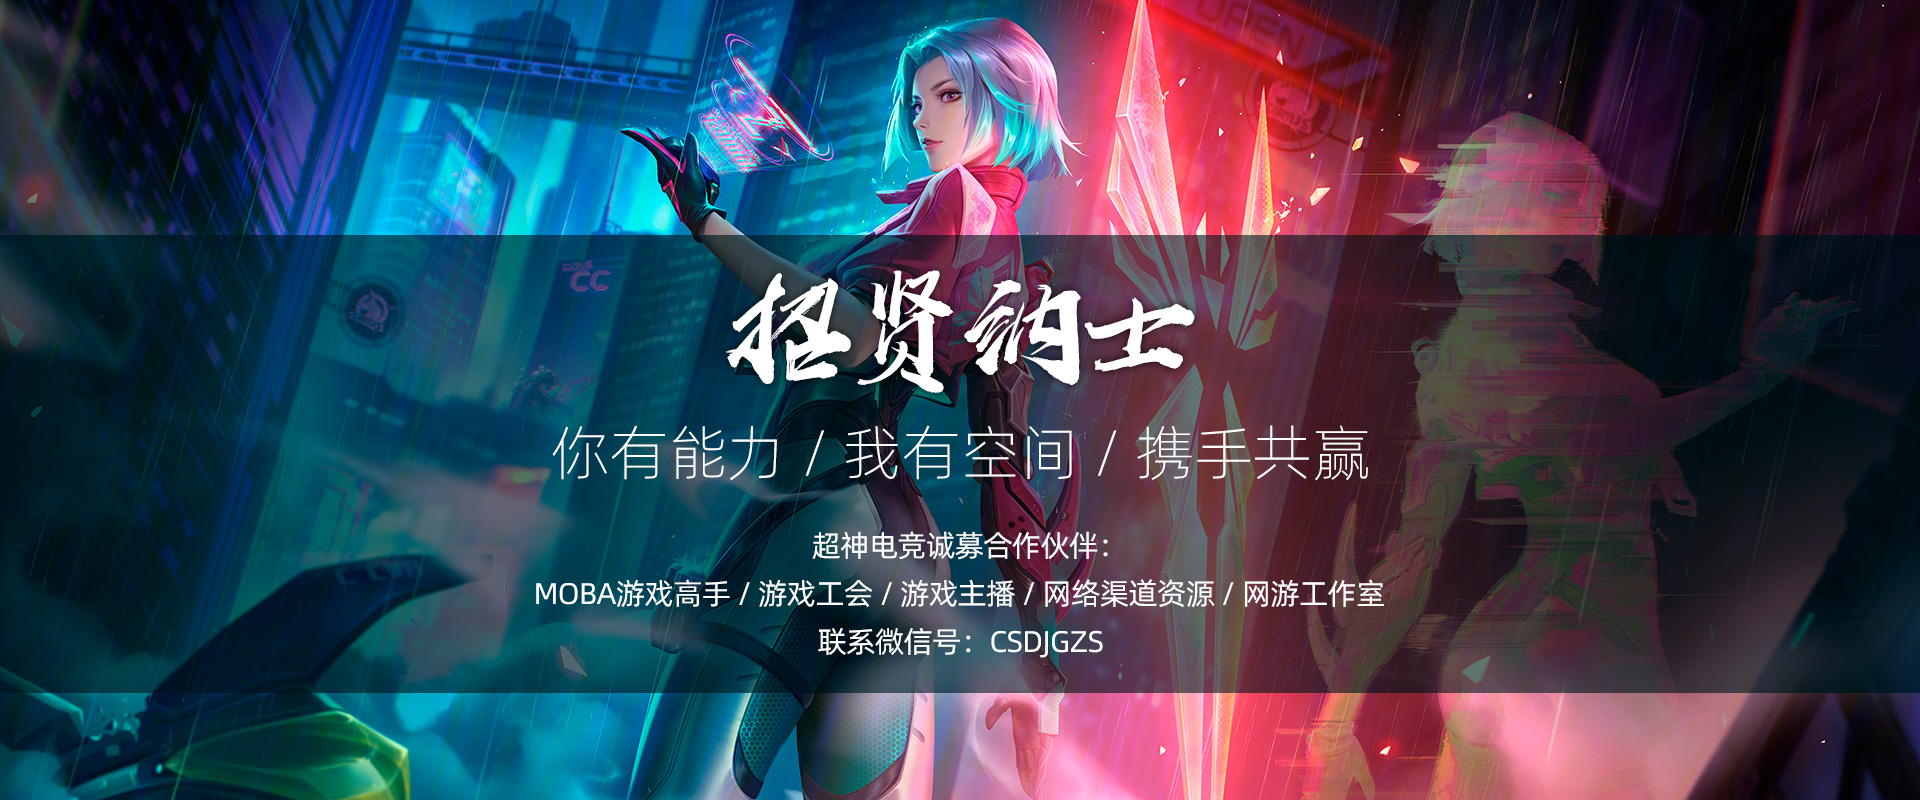 OPEN
CC
招贤纳士
你有能力 / 我有空间 / 携手共赢
超神电竞诚募合作伙伴：
MOBA游戏高手 / 游戏工会 / 游戏主播 / 网络渠道资源 / 网游工作室
联系微信号：CSDJGZS